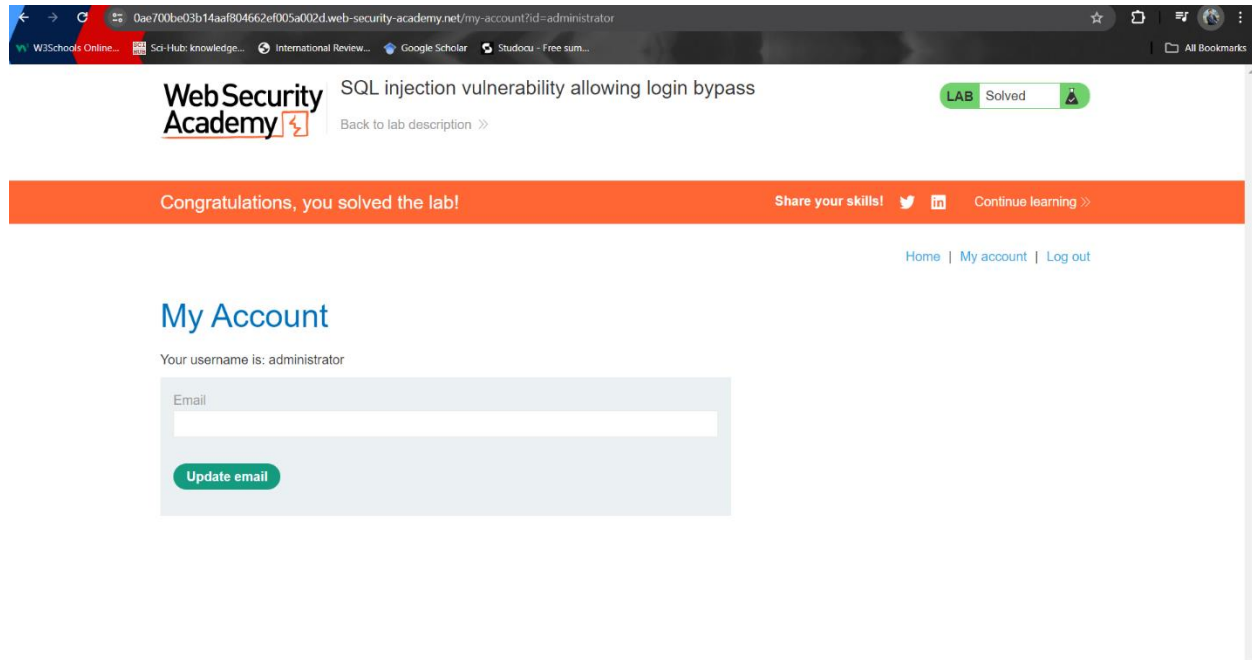 0ae700be03b14aaf804662ef005a002d.web-security-academy.net/my-account?id=administrator
W3Schools Online... Sci-Hub: knowledge... International Review... Google Scholar Studocu - Free sum... All Bookmarks
Web Security
Academy
SQL injection vulnerability allowing login bypass
Back to lab description
LAB Solved
Congratulations, you solved the lab!
Share your skills!
Continue learning
Home | My account | Log out
My Account
Your username is: administrator
Email
Update email